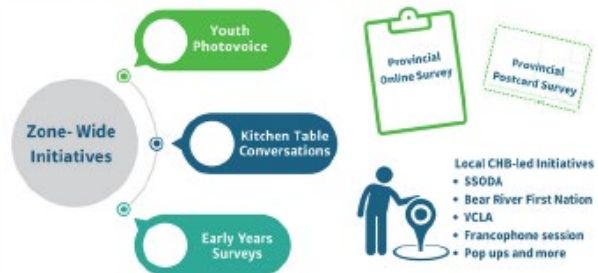 Youth
Photovoice
Zone- Wide
Initiatives
Kitchen Table
Conversations
Early Years
Surveys
Provincial
Online Survey
Provincial
Postcard Survey
Local CHB-led Initiatives
• SSODA
• Bear River First Nation
• VCLA
• Francophone session
• Pop ups and more